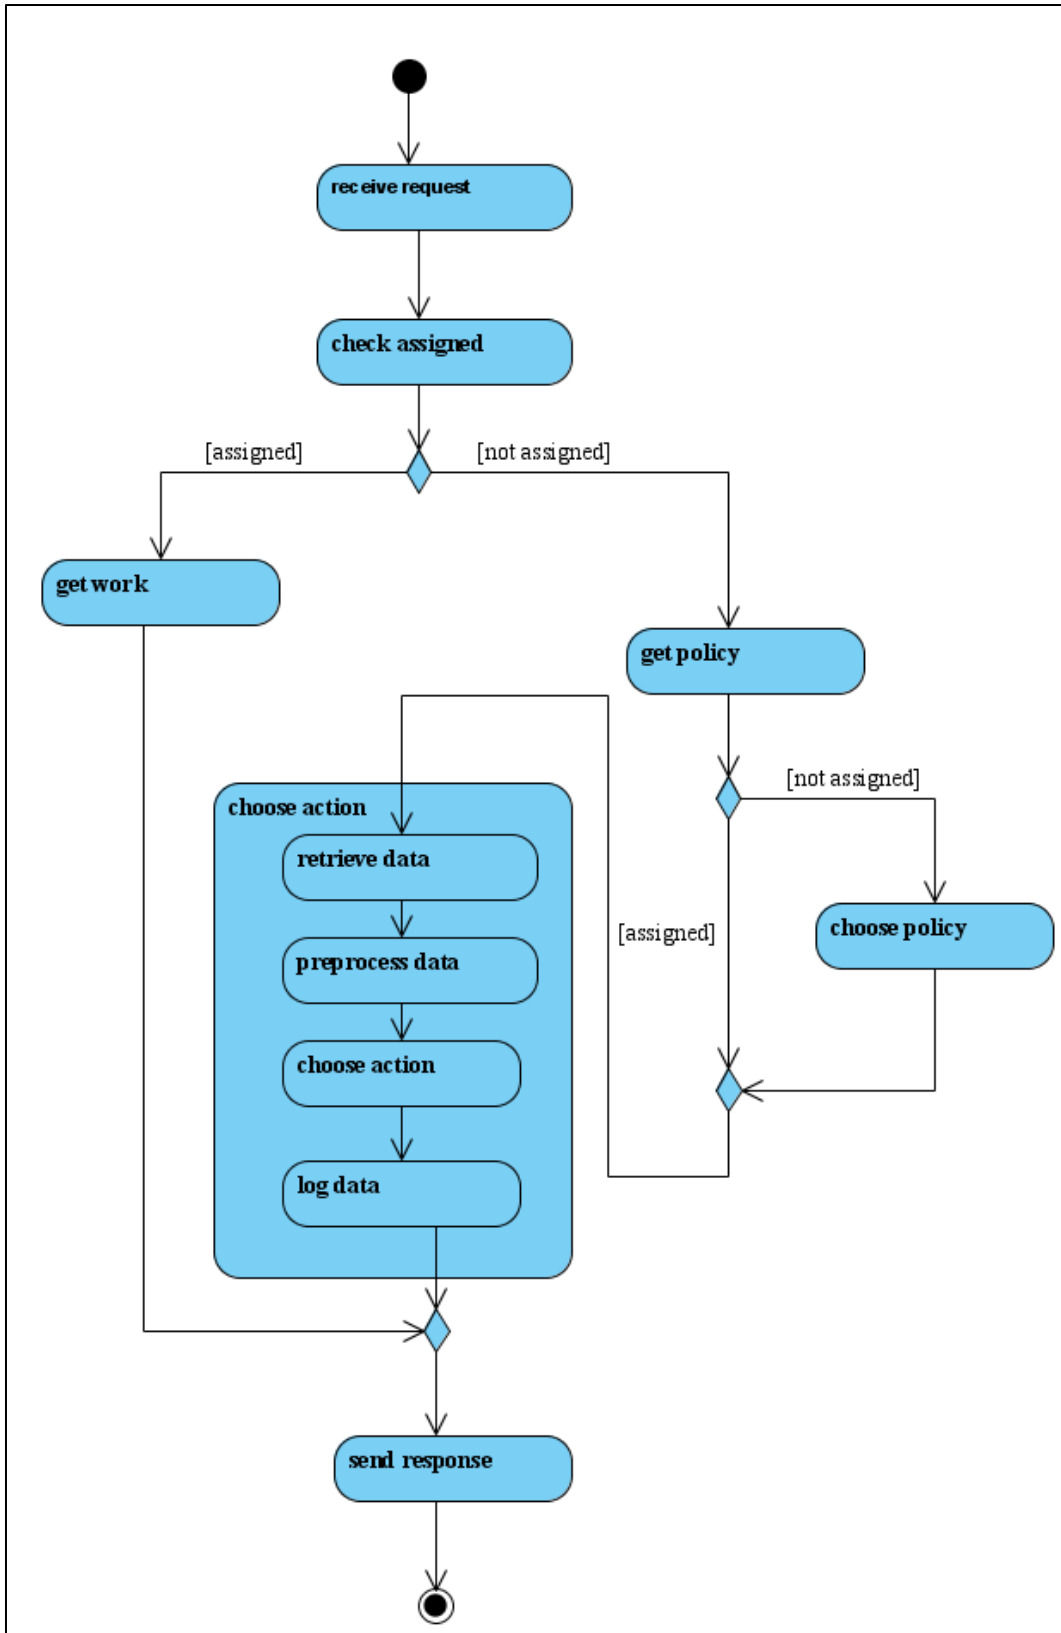 receive request
check assigned
[assigned]
[not assigned]
get work
get policy
[not assigned]
choose action
retrieve data
[assigned]
choose policy
preprocess data
choose action
log data
send response